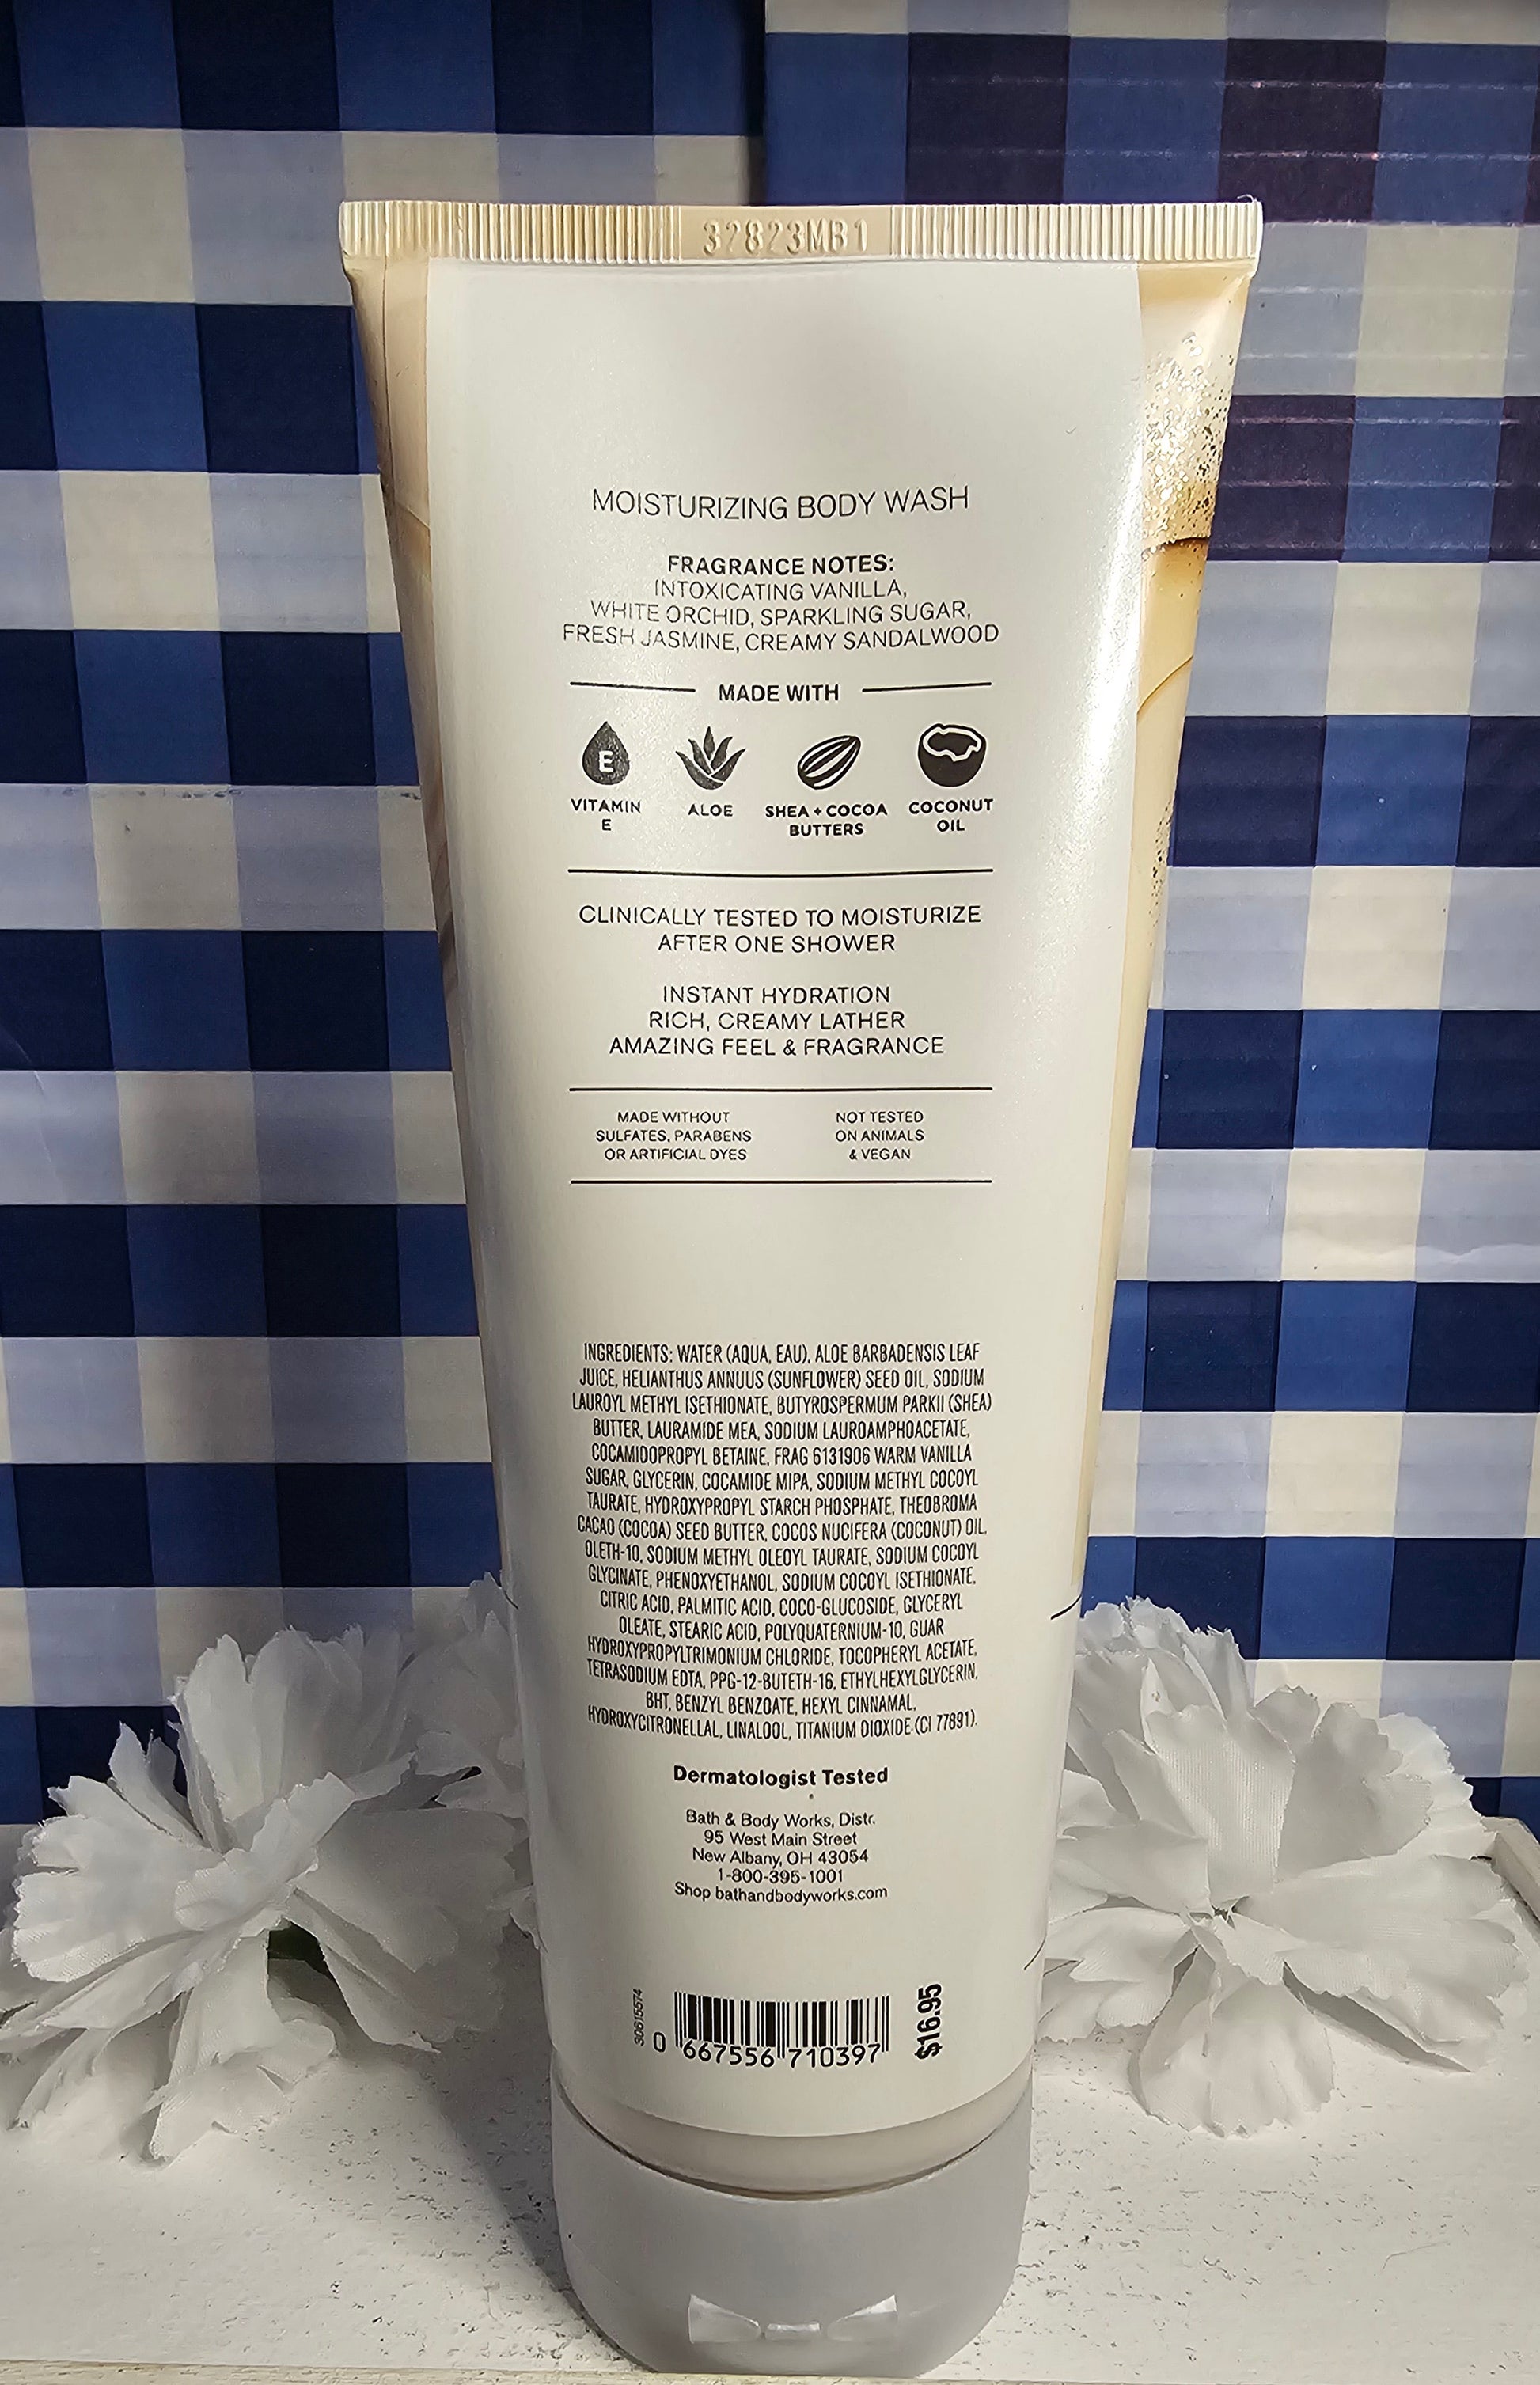 32823MB1
MOISTURIZING BODY WASH
FRAGRANCE NOTES:
INTOXICATING VANILLA,
WHITE ORCHID, SPARKLING SUGAR,
FRESH JASMINE, CREAMY SANDALWOOD
MADE WITH
E
VITAMIN
E
ALOE
SHEA + COCOA
BUTTERS
COCONUT
OIL
CLINICALLY TESTED TO MOISTURIZE
AFTER ONE SHOWER
INSTANT HYDRATION
RICH, CREAMY LATHER
AMAZING FEEL & FRAGRANCE
MADE WITHOUT
SULFATES, PARABENS
OR ARTIFICIAL DYES
NOT TESTED
ON ANIMALS
& VEGAN
INGREDIENTS: WATER (AQUA, EAU), ALOE BARBADENSIS LEAF
JUICE, HELIANTHUS ANNUUS (SUNFLOWER) SEED OIL, SODIUM
LAUROYL METHYL ISETHIONATE, BUTYROSPERMUM PARKII (SHEA)
BUTTER, LAURAMIDE MEA, SODIUM LAUROAMPHOACETATE,
COCAMIDOPROPYL BETAINE, FRAG 6131906 WARM VANILLA
SUGAR, GLYCERIN, COCAMIDE MIPA, SODIUM METHYL COCOYL
TAURATE, HYDROXYPROPYL STARCH PHOSPHATE, THEOBROMA
CACAO (COCOA) SEED BUTTER, COCOS NUCIFERA (COCONUT) OIL,
OLETH-10, SODIUM METHYL OLEOYL TAURATE, SODIUM COCOYL
GLYCINATE, PHENOXYETHANOL, SODIUM COCOYL ISETHIONATE,
CITRIC ACID, PALMITIC ACID, COCO-GLUCOSIDE, GLYCERYL
OLEATE, STEARIC ACID, POLYQUATERNIUM-10, GUAR
HYDROXYPROPYLTRIMONIUM CHLORIDE, TOCOPHERYL ACETATE,
TETRASODIUM EDTA, PPG-12-BUTETH-16, ETHYLHEXYLGLYCERIN,
BHT, BENZYL BENZOATE, HEXYL CINNAMAL,
HYDROXYCITRONELLAL, LINALOOL, TITANIUM DIOXIDE (CI 77891).
Dermatologist Tested
Bath & Body Works, Distr.
95 West Main Street
New Albany, OH 43054
1-800-395-1001
Shop bathandbodyworks.com
30615574
0 667556 710397
$16.95